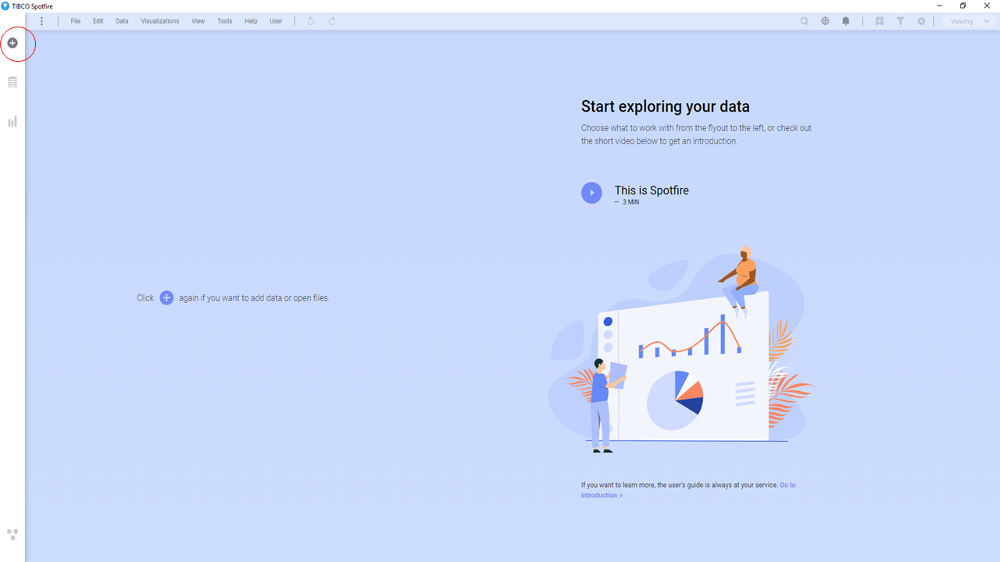 TIBCO Spotfire
File Edit Data Visualizations View Tools Help User Viewing
Start exploring your data
Choose what to work with from the flyout to the left, or check out
the short video below to get an introduction.
This is Spotfire
— 3 MIN
Click again if you want to add data or open files.
If you want to learn more, the user's guide is always at your service. Go to
introduction >